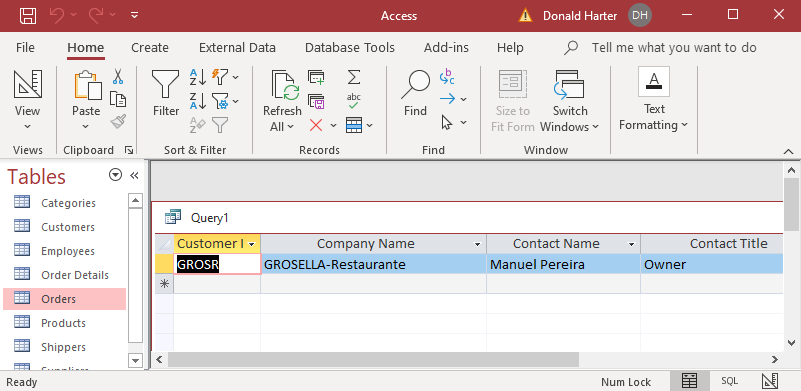 Access
Donald Harter
DH
File Home Create External Data Database Tools Add-ins Help Tell me what you want to do
View
Views
Paste
Clipboard
Filter
Sort & Filter
Refresh
All
Records
abc
Find
Find
Size to
Fit Form
Switch
Windows
Window
Text
Formatting
Tables
Categories
Customers
Employees
Order Details
Orders
Products
Shippers
Query1
Customer I Company Name Contact Name Contact Title
GROSR GROSELLA-Restaurante Manuel Pereira Owner
Ready
Num Lock
SQL